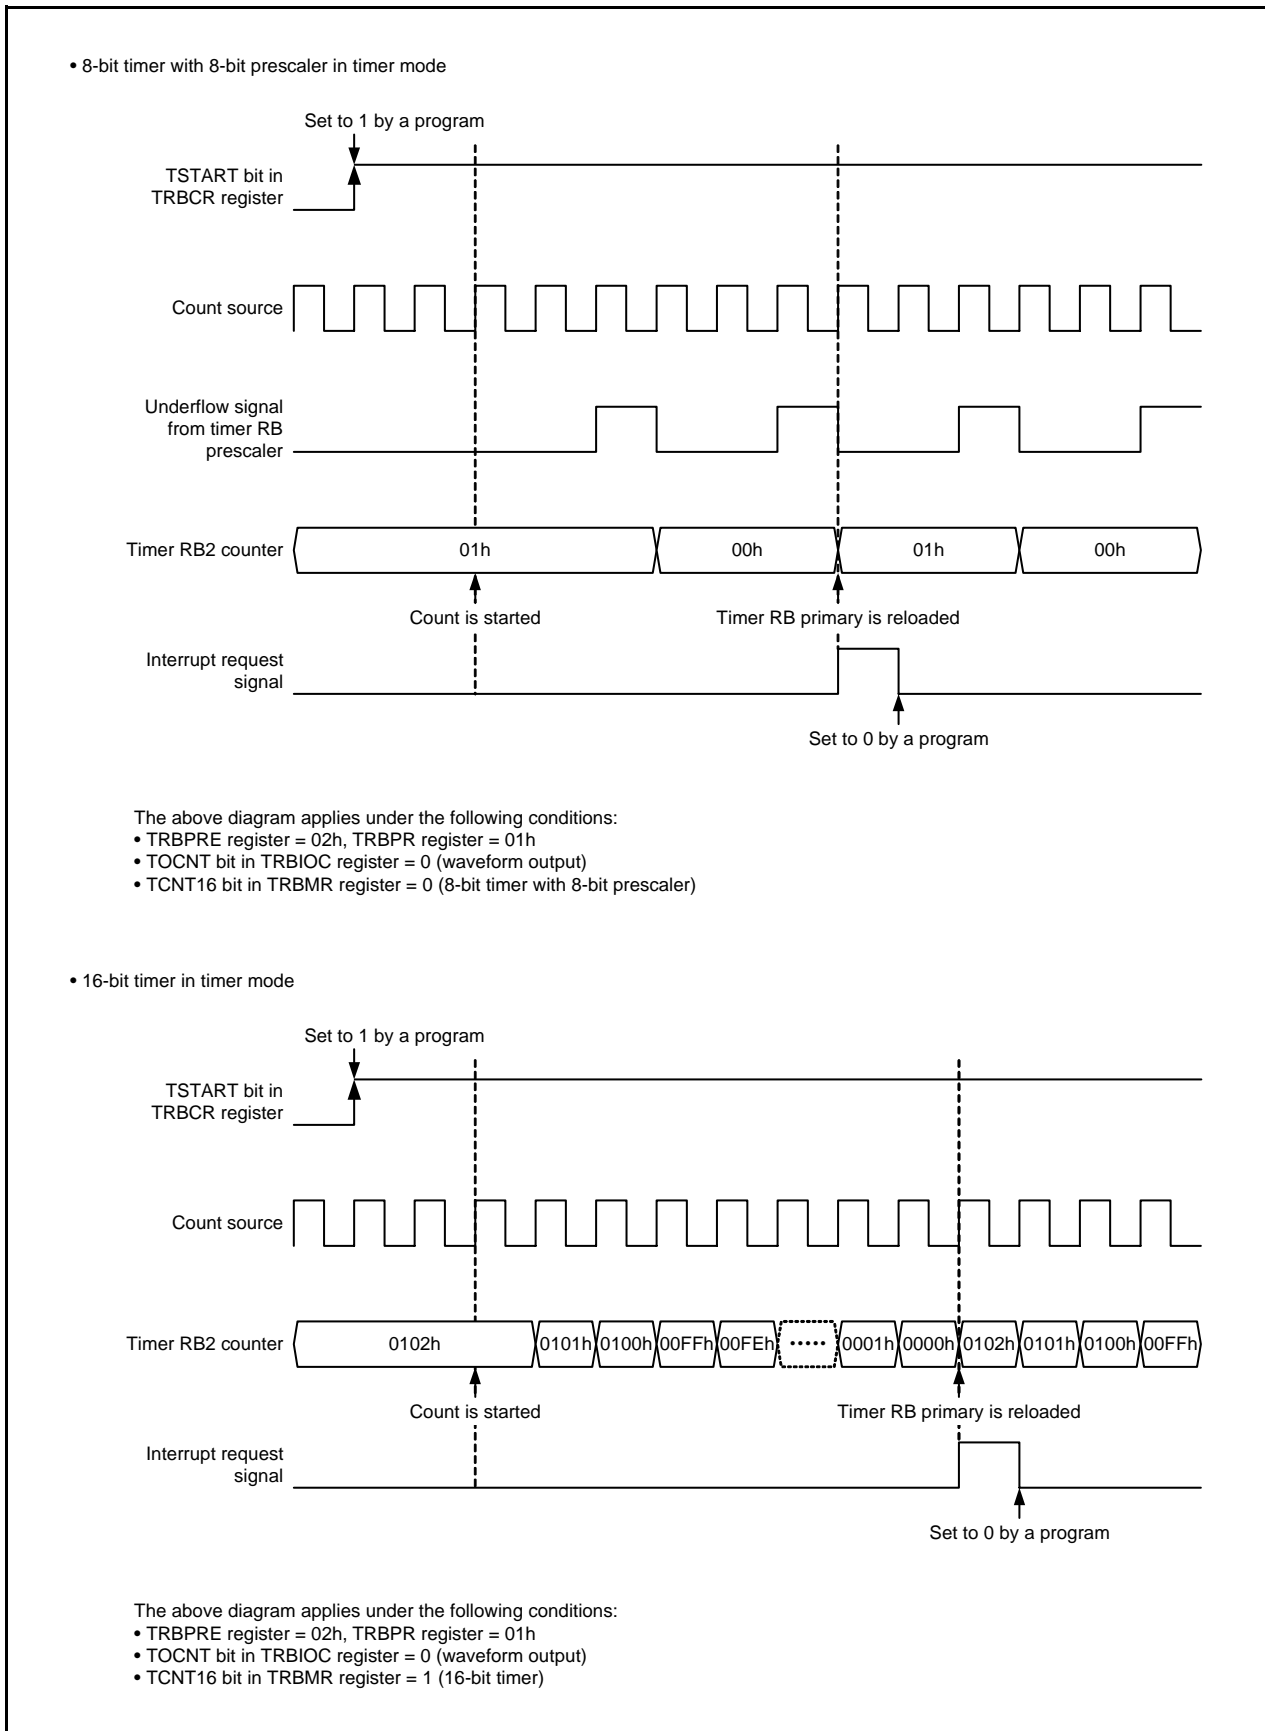 • 8-bit timer with 8-bit prescaler in timer mode
Set to 1 by a program
TSTART bit in
TRBCR register
Count source
Underflow signal
from timer RB
prescaler
Timer RB2 counter
01h
00h
01h
00h
Count is started
Timer RB primary is reloaded
Interrupt request
signal
Set to 0 by a program
The above diagram applies under the following conditions:
• TRBPRE register = 02h, TRBPR register = 01h
• TOCNT bit in TRBIOC register = 0 (waveform output)
• TCNT16 bit in TRBMR register = 0 (8-bit timer with 8-bit prescaler)
• 16-bit timer in timer mode
Set to 1 by a program
TSTART bit in
TRBCR register
Count source
Timer RB2 counter
0102h
0101h
0100h
00FFh
00FEh
•••••
0001h
0000h
0102h
0101h
0100h
00FFh
Count is started
Timer RB primary is reloaded
Interrupt request
signal
Set to 0 by a program
The above diagram applies under the following conditions:
• TRBPRE register = 02h, TRBPR register = 01h
• TOCNT bit in TRBIOC register = 0 (waveform output)
• TCNT16 bit in TRBMR register = 1 (16-bit timer)